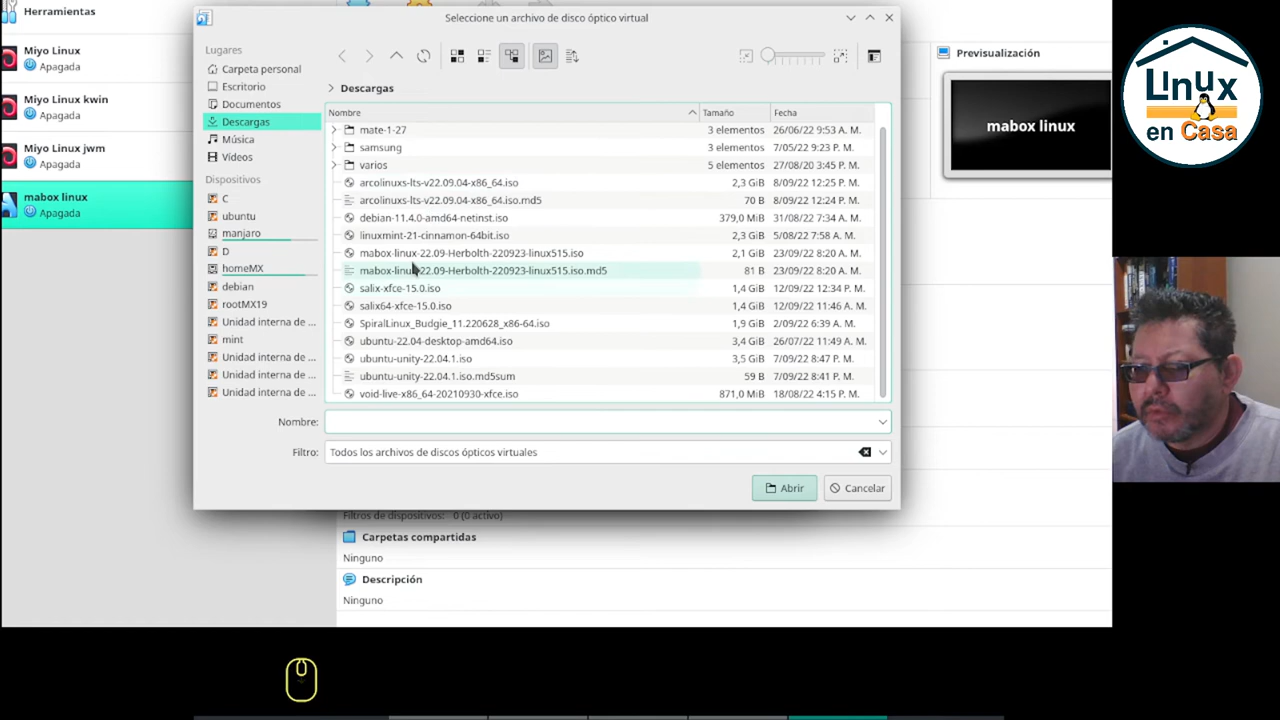 Herramientas
Miyo Linux
Apagada
Miyo Linux kwin
Apagada
Miyo Linux jwm
Apagada
mabox linux
Apagada
Seleccione un archivo de disco óptico virtual
Lugares
Carpeta personal
Escritorio
Documentos
Descargas
Música
Vídeos
Dispositivos
C
ubuntu
manjaro
D
homeMX
debian
rootMX19
Unidad interna de ...
mint
Unidad interna de ...
Unidad interna de ...
Unidad interna de ...
Descargas
Nombre Tamaño Fecha
mate-1-27 3 elementos 26/06/22 9:53 A. M.
samsung 3 elementos 7/05/22 9:23 P. M.
varios 5 elementos 27/08/20 3:45 P. M.
arcolinuxs-lts-v22.09.04-x86_64.iso 2,3 GiB 8/09/22 12:25 P. M.
arcolinuxs-lts-v22.09.04-x86_64.iso.md5 70 B 8/09/22 12:24 P. M.
debian-11.4.0-amd64-netinst.iso 379,0 MiB 31/08/22 7:34 A. M.
linuxmint-21-cinnamon-64bit.iso 2,3 GiB 5/08/22 7:58 A. M.
mabox-linux-22.09-Herbolth-220923-linux515.iso 2,1 GiB 23/09/22 8:20 A. M.
mabox-linux-22.09-Herbolth-220923-linux515.iso.md5 81 B 23/09/22 8:20 A. M.
salix-xfce-15.0.iso 1,4 GiB 12/09/22 12:34 P. M.
salix64-xfce-15.0.iso 1,4 GiB 12/09/22 11:46 A. M.
SpiralLinux_Budgie_11.220628_x86-64.iso 1,9 GiB 2/09/22 6:39 A. M.
ubuntu-22.04-desktop-amd64.iso 3,4 GiB 26/07/22 11:49 A. M.
ubuntu-unity-22.04.1.iso 3,5 GiB 7/09/22 8:47 P. M.
ubuntu-unity-22.04.1.iso.md5sum 59 B 7/09/22 8:41 P. M.
void-live-x86_64-20210930-xfce.iso 871,0 MiB 18/08/22 4:15 P. M.
Nombre:
Filtro: Todos los archivos de discos ópticos virtuales
Abrir Cancelar
Filtros de dispositivos: 0 (0 activo)
Carpetas compartidas
Ninguno
Descripción
Ninguno
Previsualización
mabox linux
Linux
en Casa